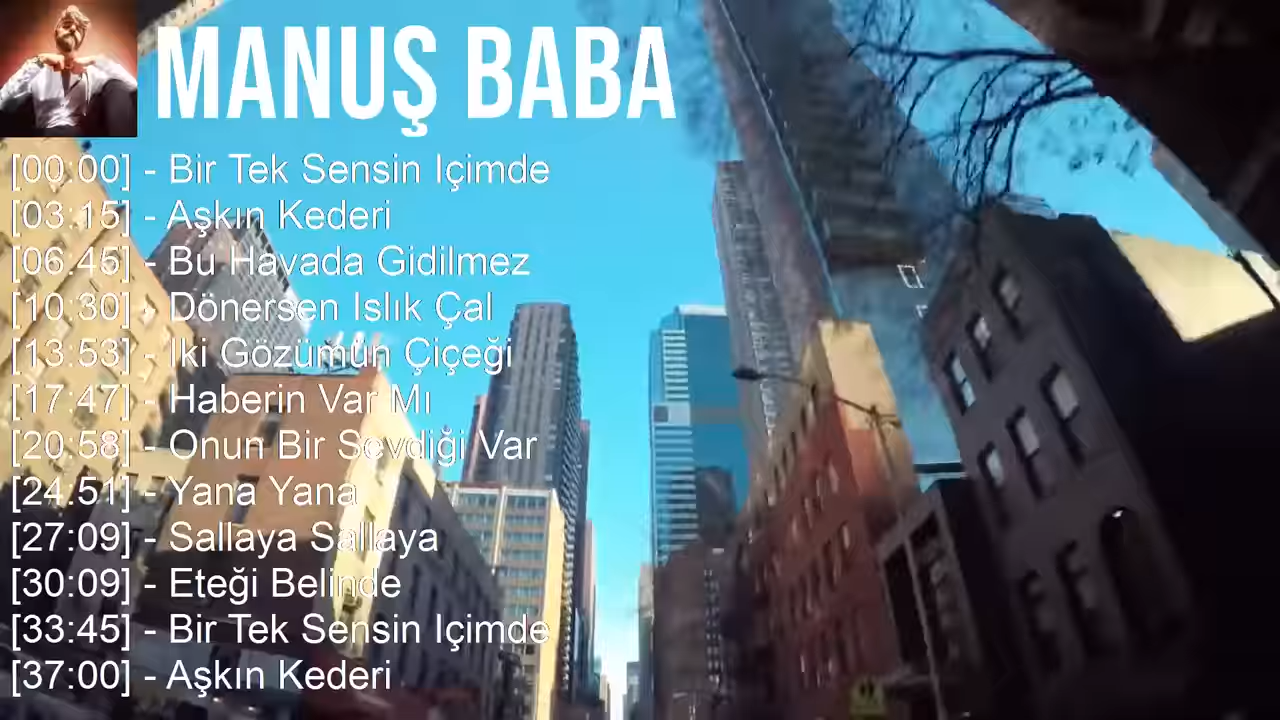 MANUŞ BABA
[00:00] - Bir Tek Sensin Içimde
[03:15] - Aşkın Kederi
[06:45] - Bu Havada Gidilmez
[10:30] - Dönersen Islık Çal
[13:53] - Iki Gözümün Çiçeği
[17:47] - Haberin Var Mı
[20:58] - Onun Bir Sevdiği Var
[24:51] - Yana Yana
[27:09] - Sallaya Sallaya
[30:09] - Eteği Belinde
[33:45] - Bir Tek Sensin Içimde
[37:00] - Aşkın Kederi